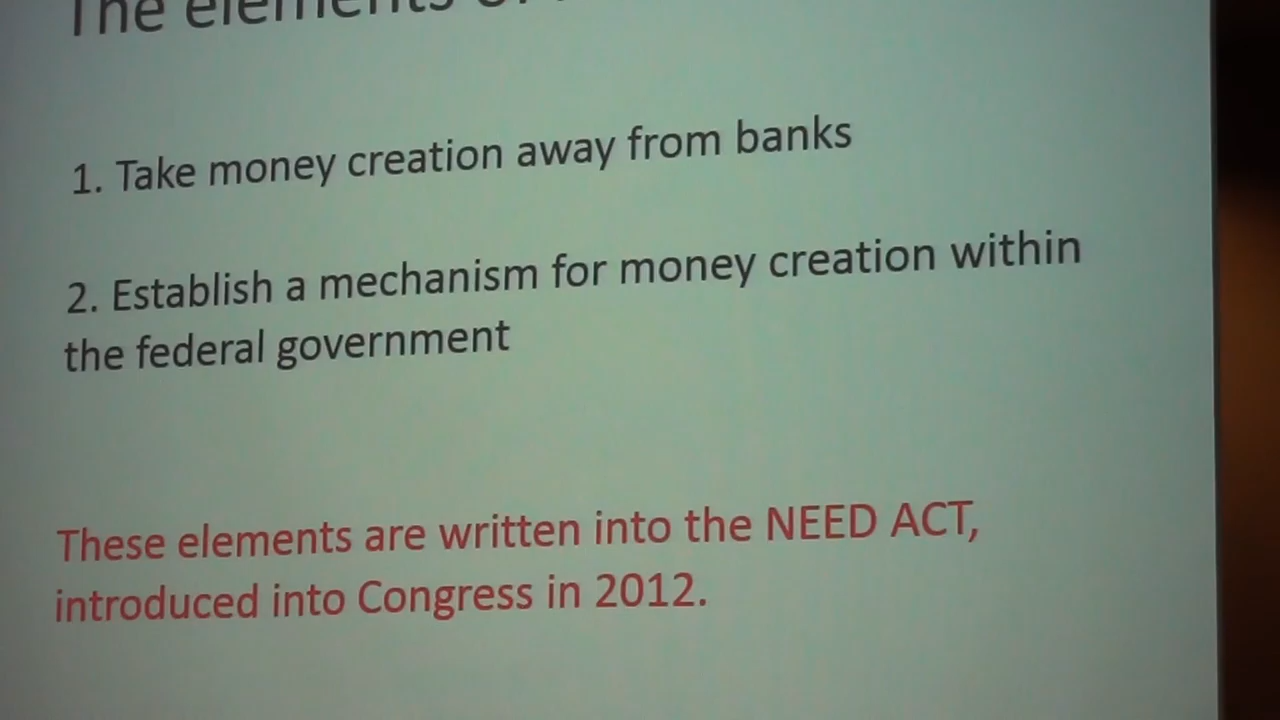 The elements
1. Take money creation away from banks
2. Establish a mechanism for money creation within
the federal government
These elements are written into the NEED ACT,
introduced into Congress in 2012.